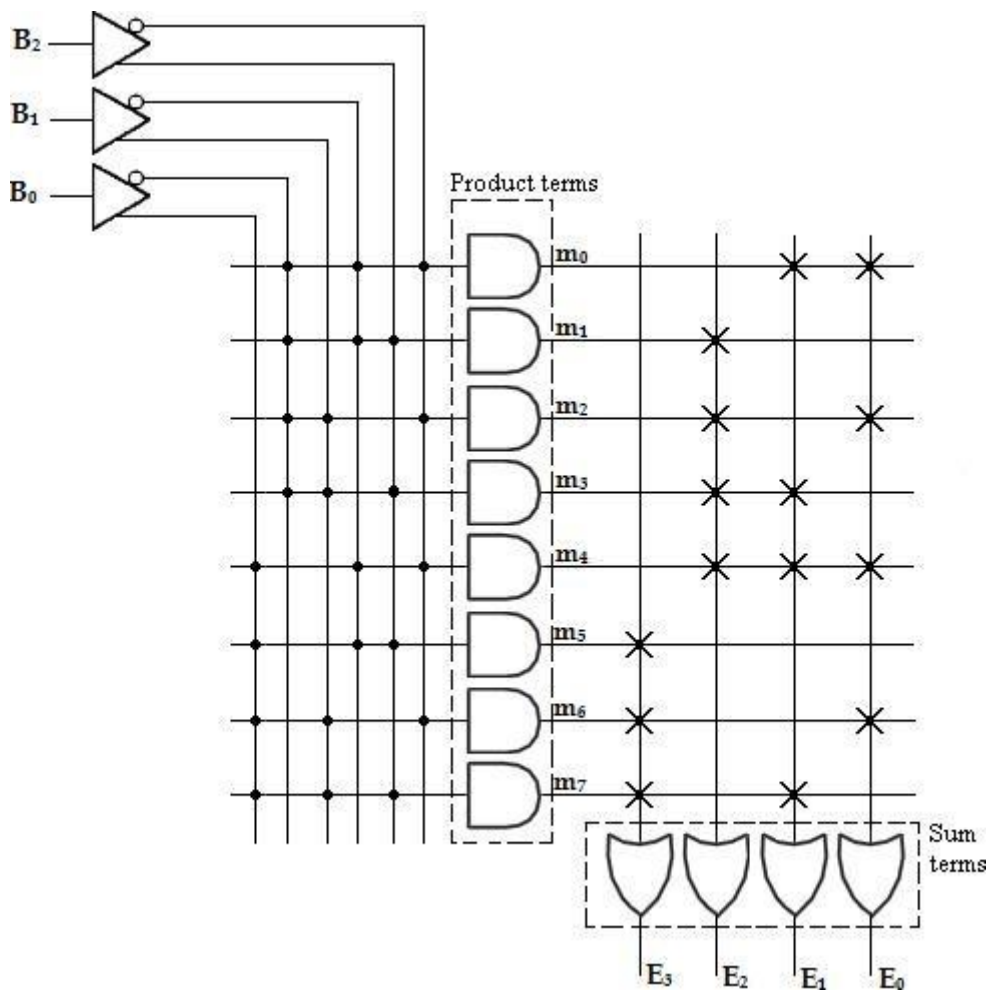 B₂
B₁
B₀
Product terms
m₀
m₁
m₂
m₃
m₄
m₅
m₆
m₇
Sum
terms
E₃ E₂ E₁ E₀